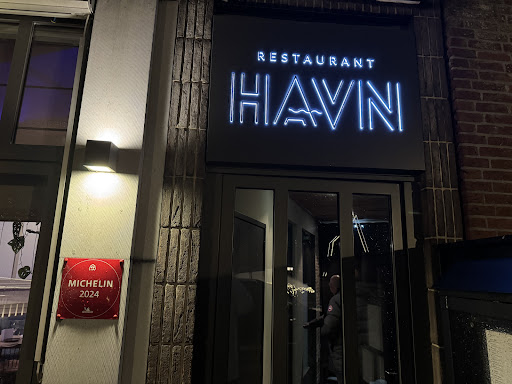 RESTAURANT
HAVN
MICHELIN
2024